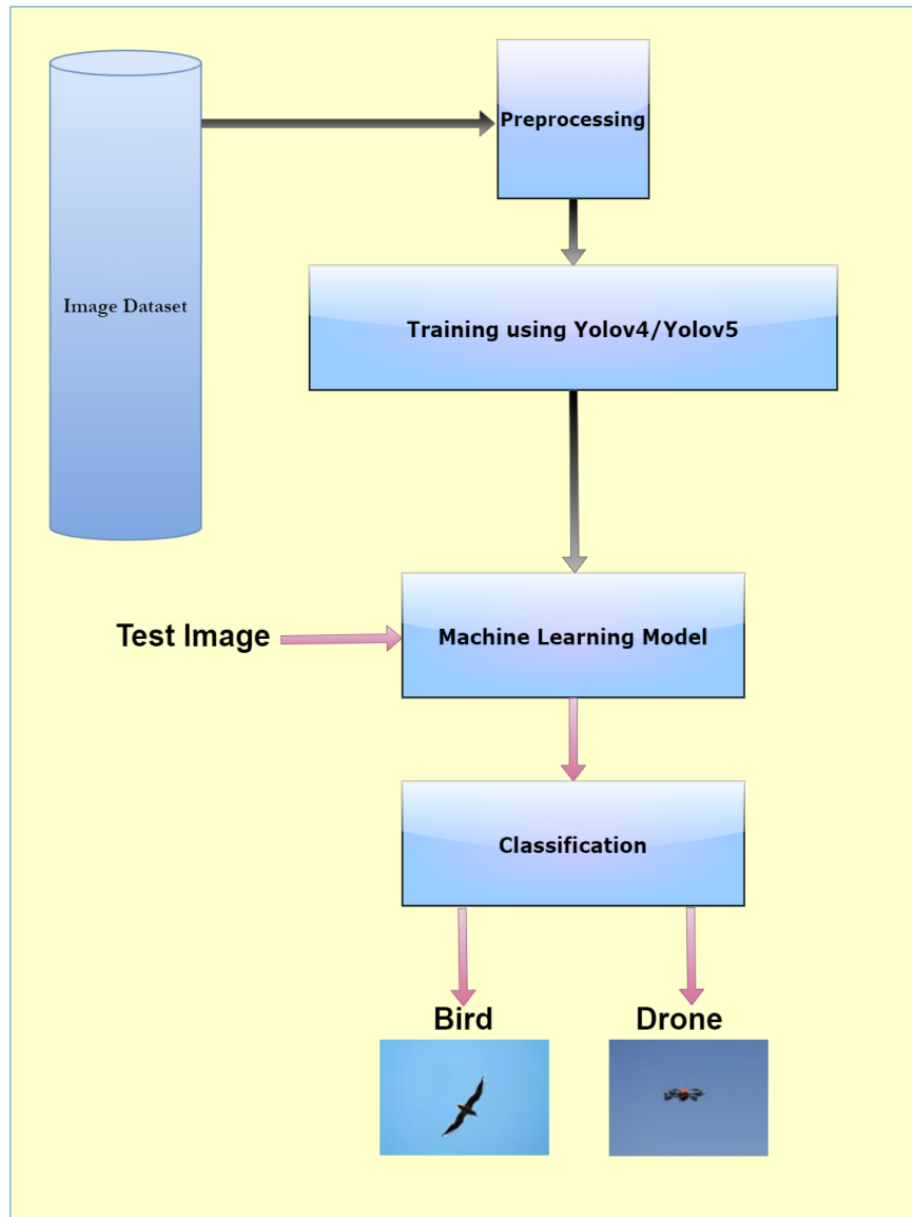 Preprocessing
Image Dataset
Training using Yolov4/Yolov5
Test Image
Machine Learning Model
Classification
Bird
Drone